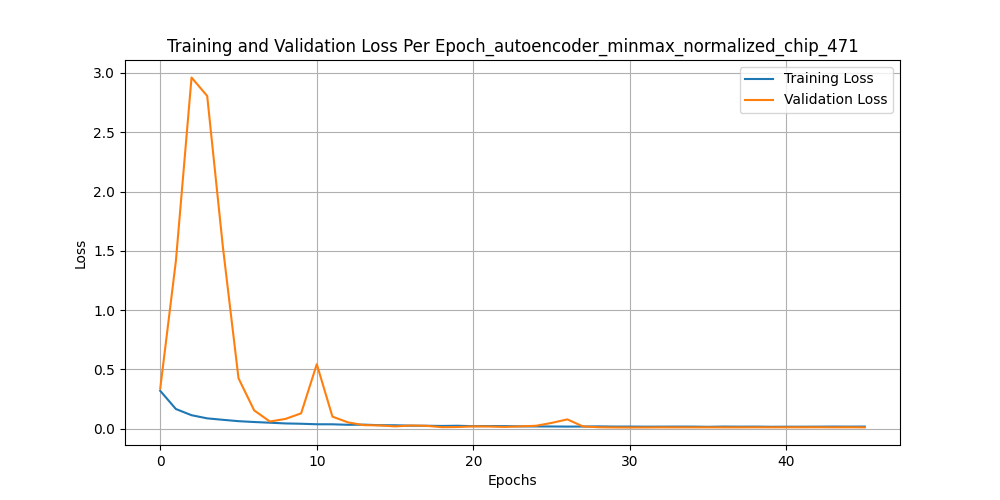 Training and Validation Loss Per Epoch_autoencoder_minmax_normalized_chip_471
Training Loss
Validation Loss
3.0
2.5
2.0
1.5
1.0
0.5
0.0
Loss
0 10 20 30 40
Epochs